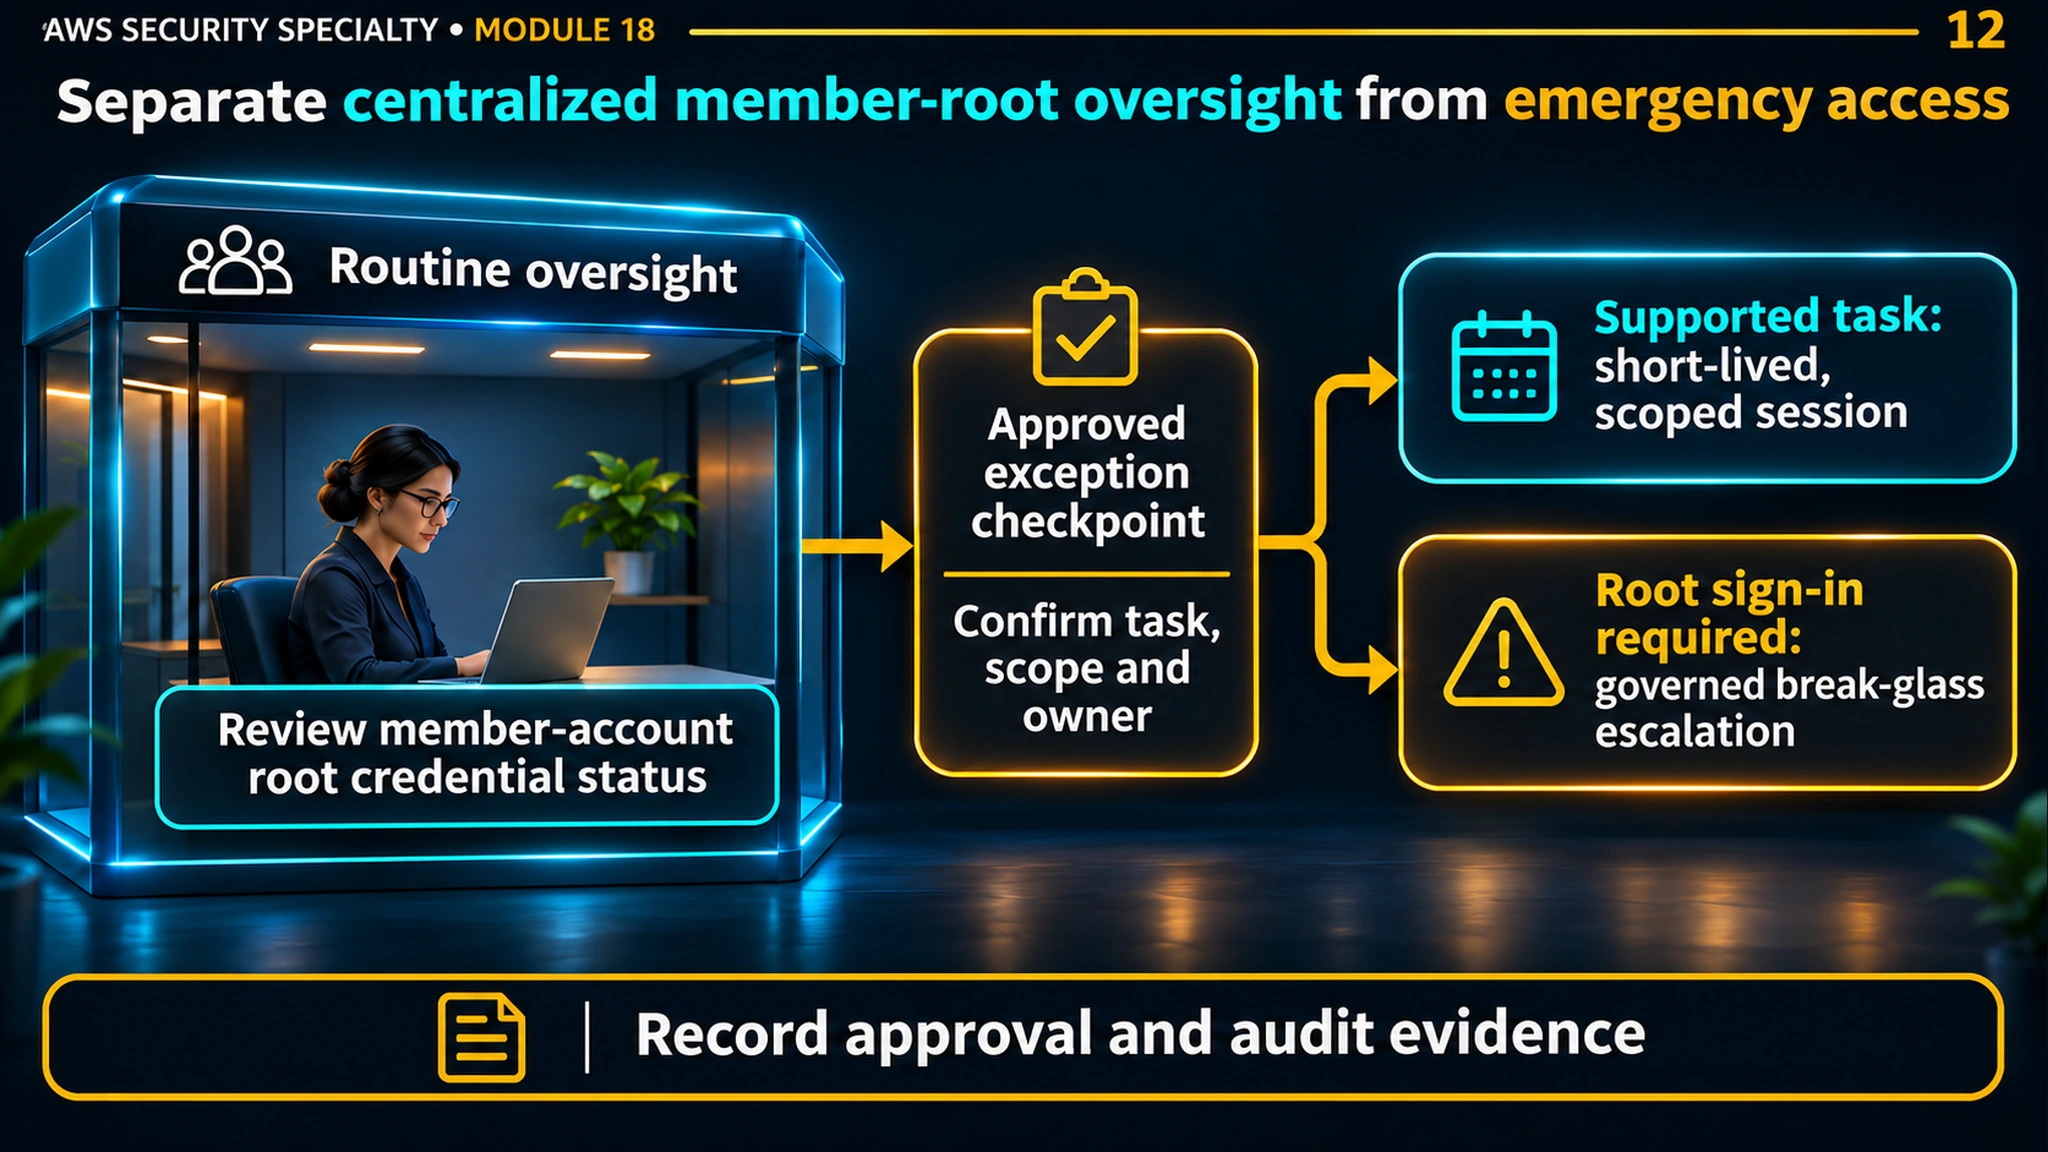 AWS SECURITY SPECIALTY • MODULE 18
12
Separate centralized member-root oversight from emergency access
Routine oversight
Review member-account
root credential status
Approved
exception
checkpoint
Confirm task,
scope and
owner
Supported task:
short-lived,
scoped session
Root sign-in
required:
governed break-glass
escalation
Record approval and audit evidence